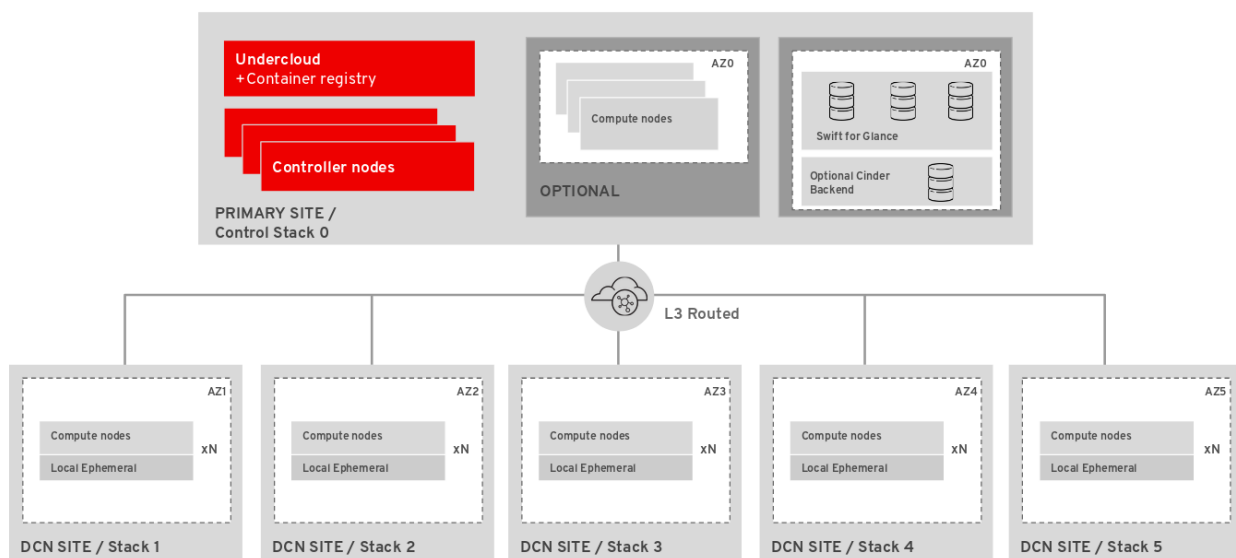 Undercloud
+Container registry
Controller nodes
PRIMARY SITE /
Control Stack 0
AZ0
Compute nodes
OPTIONAL
AZ0
Swift for Glance
Optional Cinder
Backend
L3 Routed
AZ1
Compute nodes
Local Ephemeral
xN
DCN SITE / Stack 1
AZ2
Compute nodes
Local Ephemeral
xN
DCN SITE / Stack 2
AZ3
Compute nodes
Local Ephemeral
xN
DCN SITE / Stack 3
AZ4
Compute nodes
Local Ephemeral
xN
DCN SITE / Stack 4
AZ5
Compute nodes
Local Ephemeral
xN
DCN SITE / Stack 5